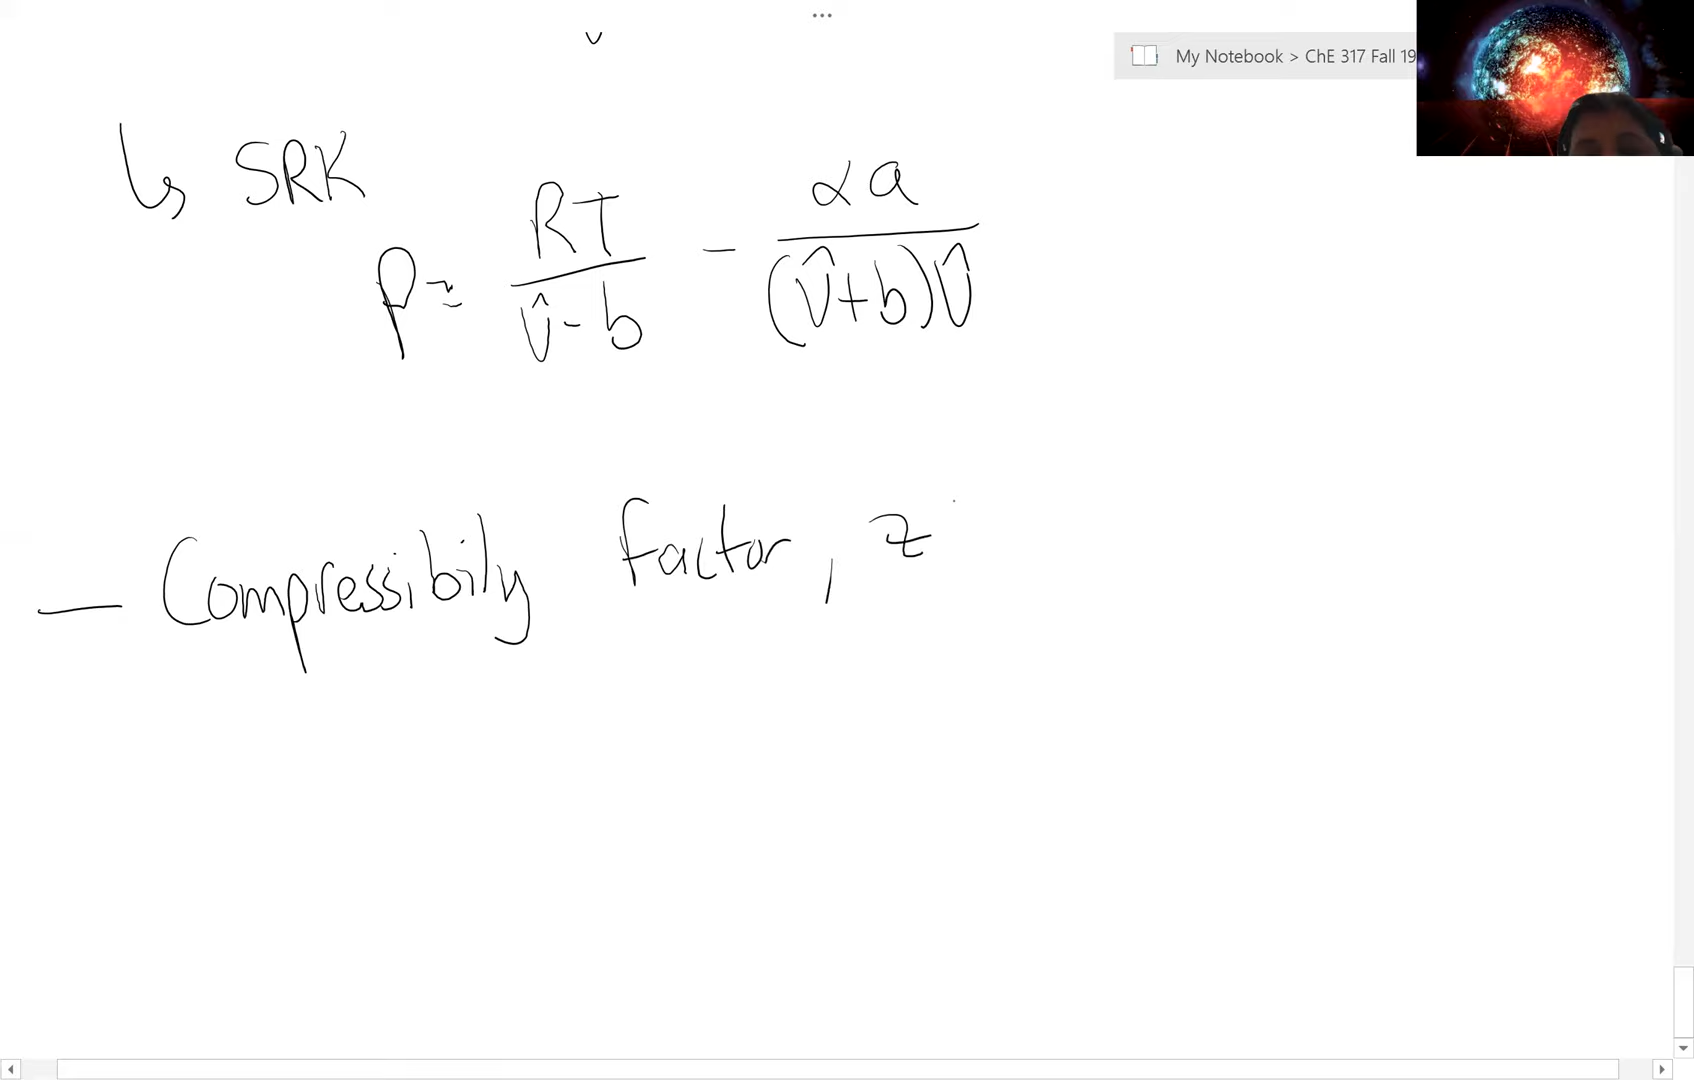 ...
v
My Notebook > ChE 317 Fall 19
↳ SRK
P = RT / (V̂ - b) - αa / ((V̂+b)V̂)
— Compressibily factor, z